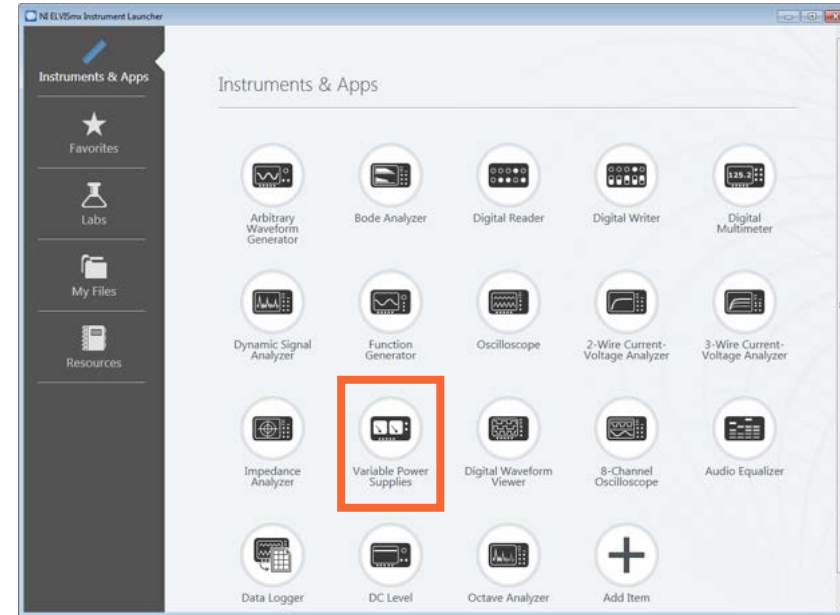 NI ELVISmx Instrument Launcher
Instruments & Apps
Favorites
Labs
My Files
Resources
Instruments & Apps
Arbitrary
Waveform
Generator
Bode Analyzer
Digital Reader
Digital Writer
125.2
Digital
Multimeter
Dynamic Signal
Analyzer
Function
Generator
Oscilloscope
2-Wire Current-
Voltage Analyzer
3-Wire Current-
Voltage Analyzer
Impedance
Analyzer
Variable Power
Supplies
Digital Waveform
Viewer
8-Channel
Oscilloscope
Audio Equalizer
Data Logger
DC Level
Octave Analyzer
Add Item